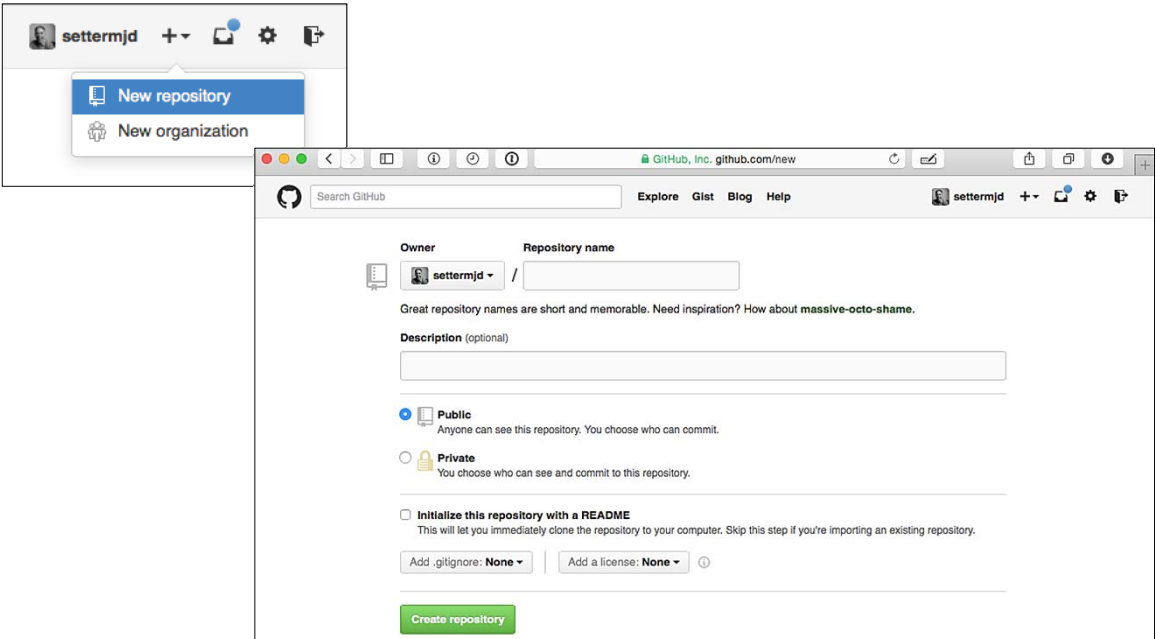 settermjd
New repository
New organization
GitHub, Inc. github.com/new
Search GitHub
Explore Gist Blog Help
settermjd
Owner Repository name
settermjd /
Great repository names are short and memorable. Need inspiration? How about massive-octo-shame.
Description (optional)
Public
Anyone can see this repository. You choose who can commit.
Private
You choose who can see and commit to this repository.
Initialize this repository with a README
This will let you immediately clone the repository to your computer. Skip this step if you're importing an existing repository.
Add .gitignore: None Add a license: None
Create repository